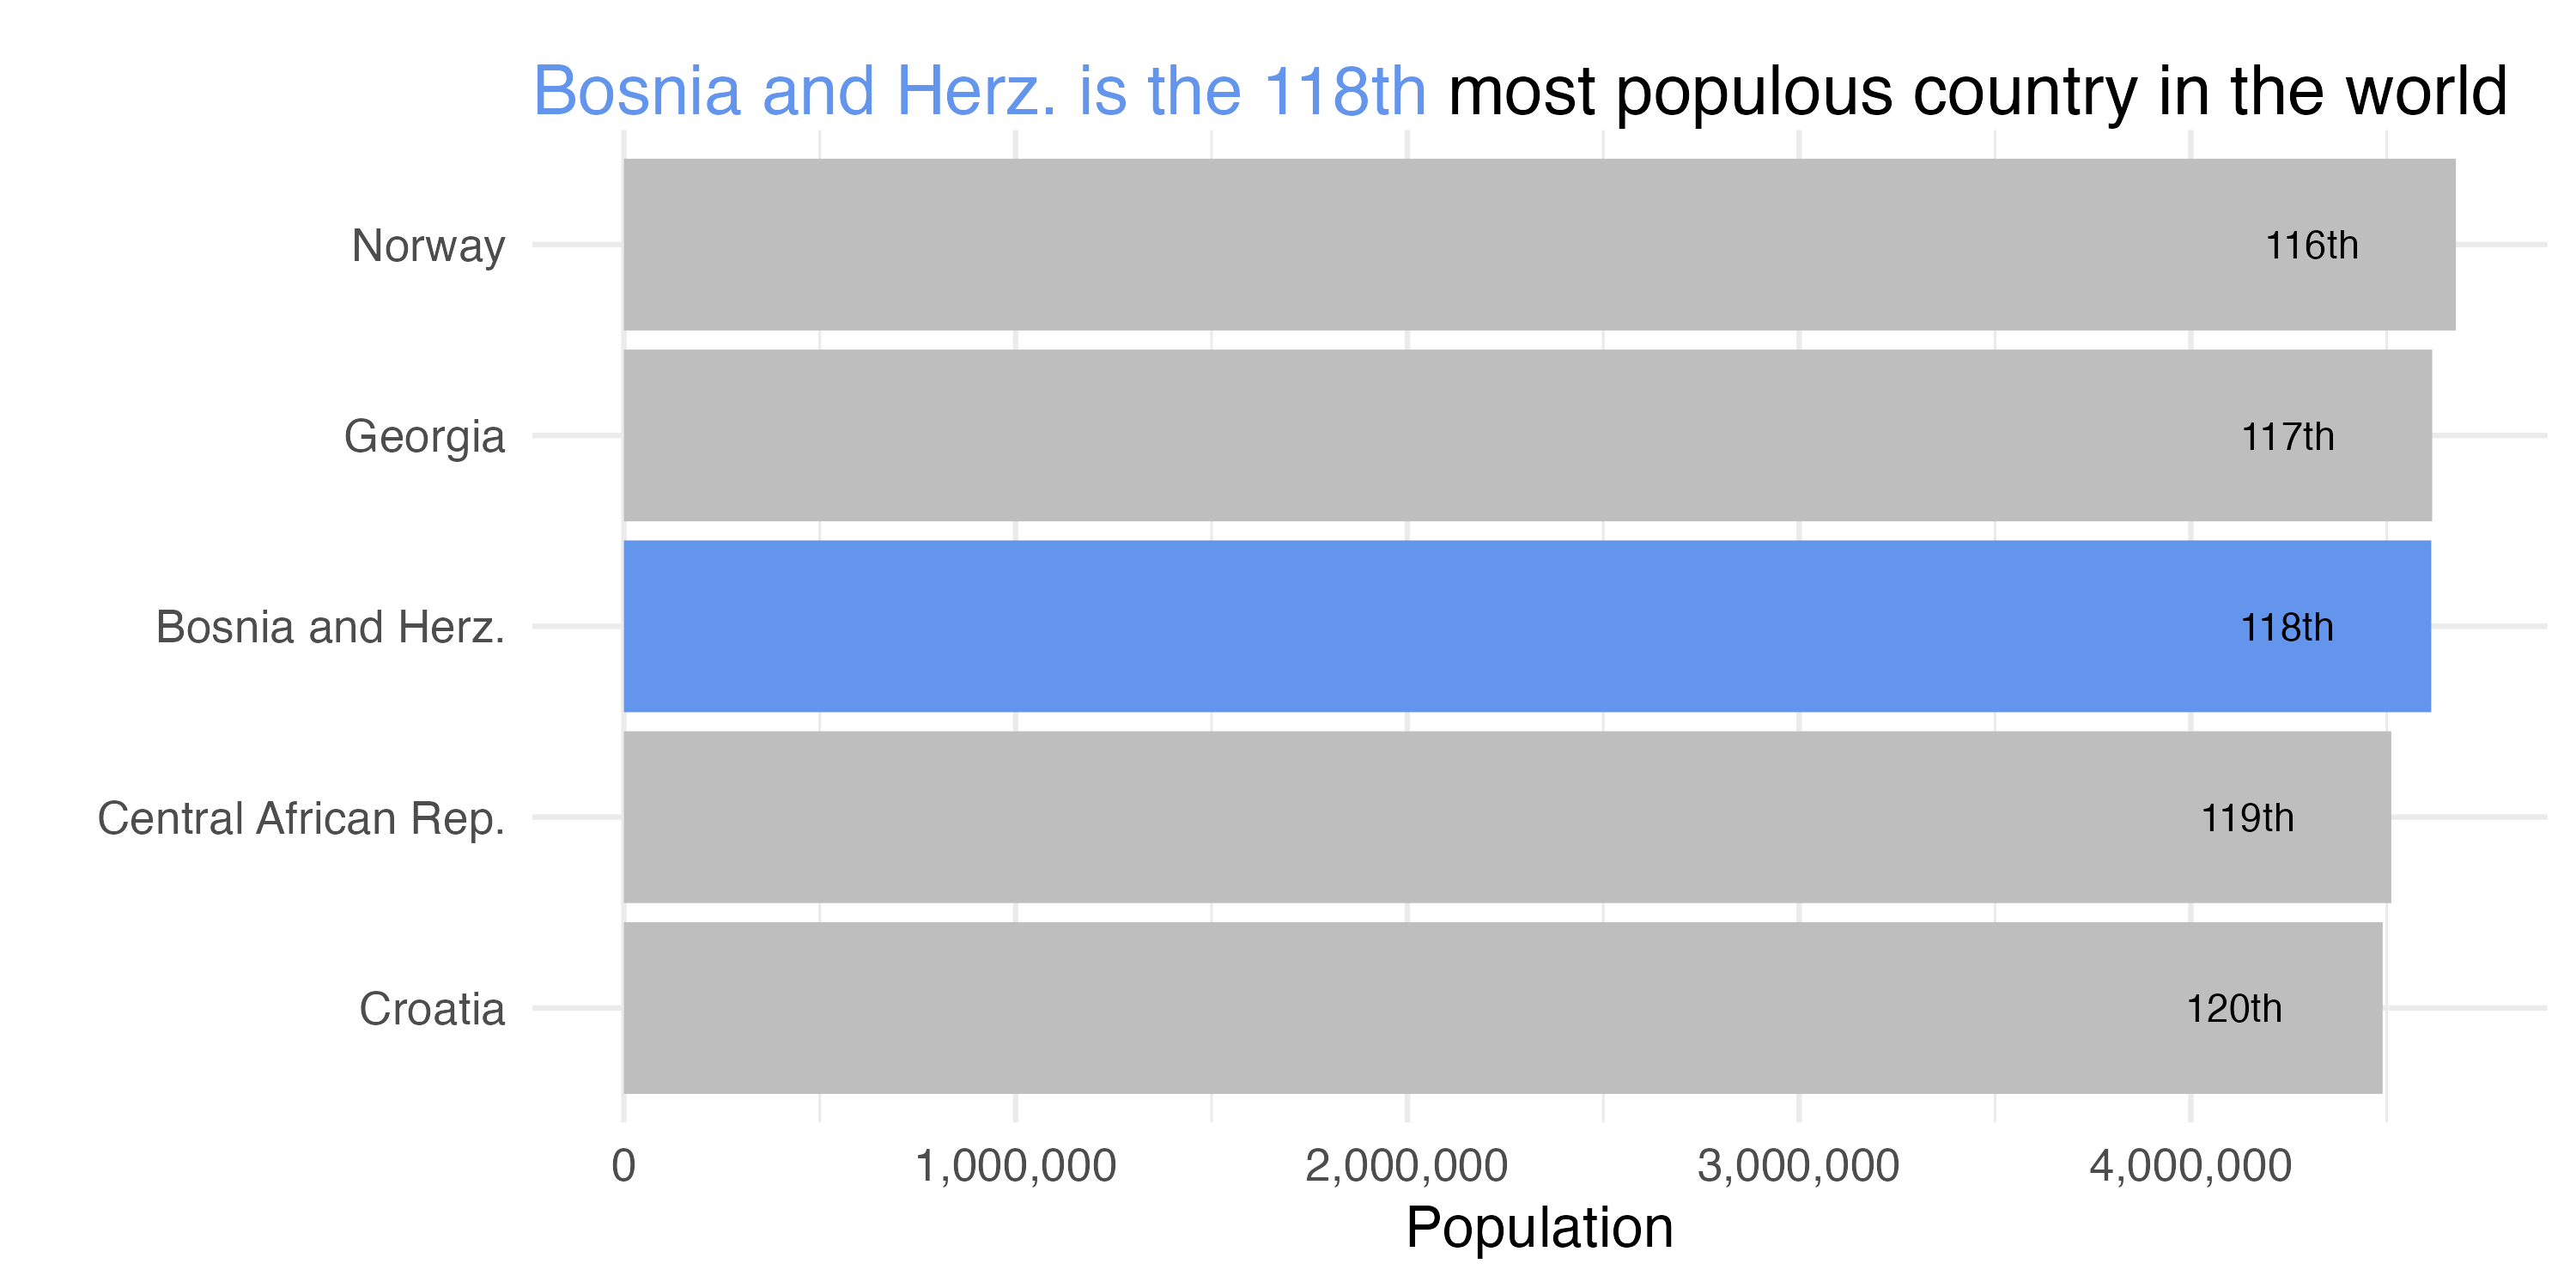 Bosnia and Herz. is the 118th most populous country in the world
Norway
116th
Georgia
117th
Bosnia and Herz.
118th
Central African Rep.
119th
Croatia
120th
0
1,000,000
2,000,000
3,000,000
4,000,000
Population